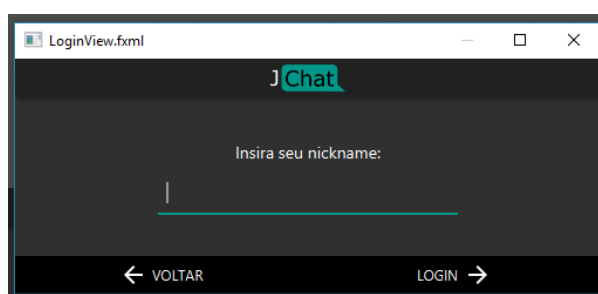 LoginView.fxml
J Chat
Insira seu nickname:
VOLTAR
LOGIN